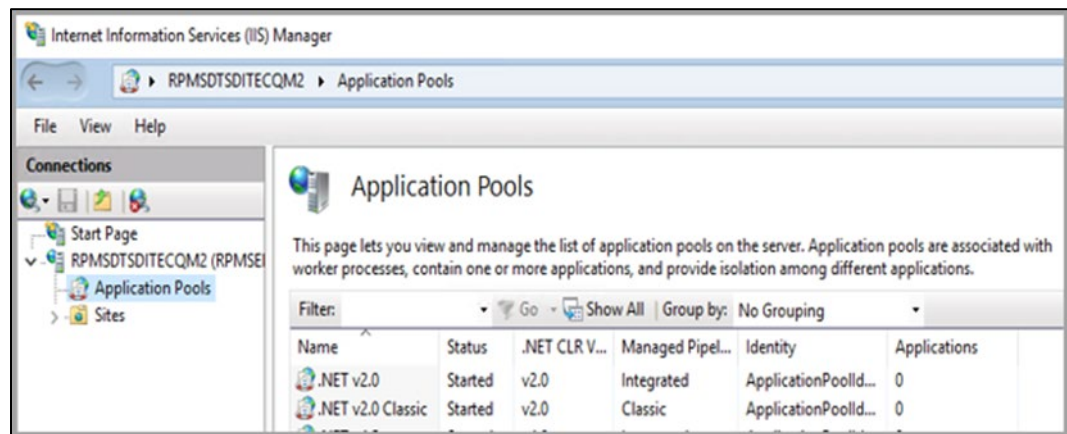 Internet Information Services (IIS) Manager
RPMSDTSDITECQM2 Application Pools
File View Help
Connections
Start Page
RPMSDTSDITECQM2 (RPMSE
Application Pools
Sites
Application Pools
This page lets you view and manage the list of application pools on the server. Application pools are associated with
worker processes, contain one or more applications, and provide isolation among different applications.
Filter: Go Show All Group by: No Grouping
Name Status .NET CLR V... Managed Pipel... Identity Applications
.NET v2.0 Started v2.0 Integrated ApplicationPoolId... 0
.NET v2.0 Classic Started v2.0 Classic ApplicationPoolId... 0